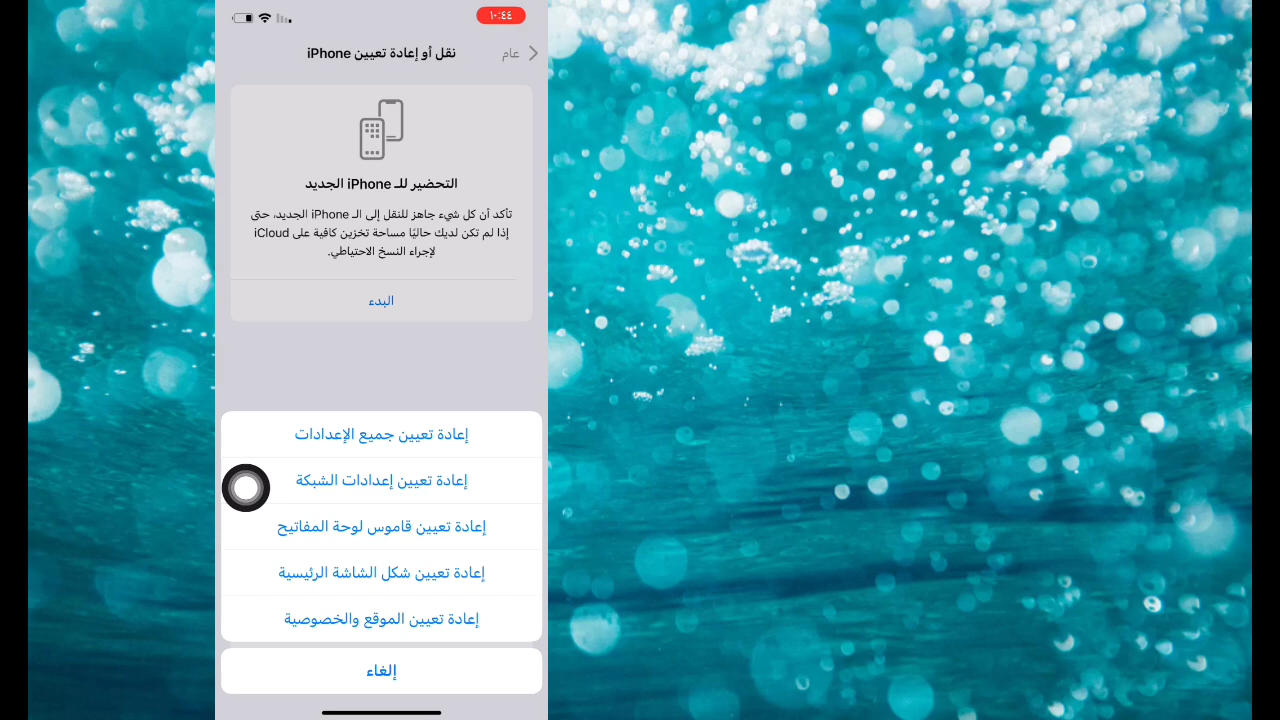 ١٠:٤٤
عام
نقل أو إعادة تعيين iPhone
التحضير للـ iPhone الجديد
تأكد أن كل شيء جاهز للنقل إلى الـ iPhone الجديد، حتى
إذا لم تكن لديك حاليًا مساحة تخزين كافية على iCloud
لإجراء النسخ الاحتياطي.
البدء
إعادة تعيين جميع الإعدادات
إعادة تعيين إعدادات الشبكة
إعادة تعيين قاموس لوحة المفاتيح
إعادة تعيين شكل الشاشة الرئيسية
إعادة تعيين الموقع والخصوصية
إلغاء